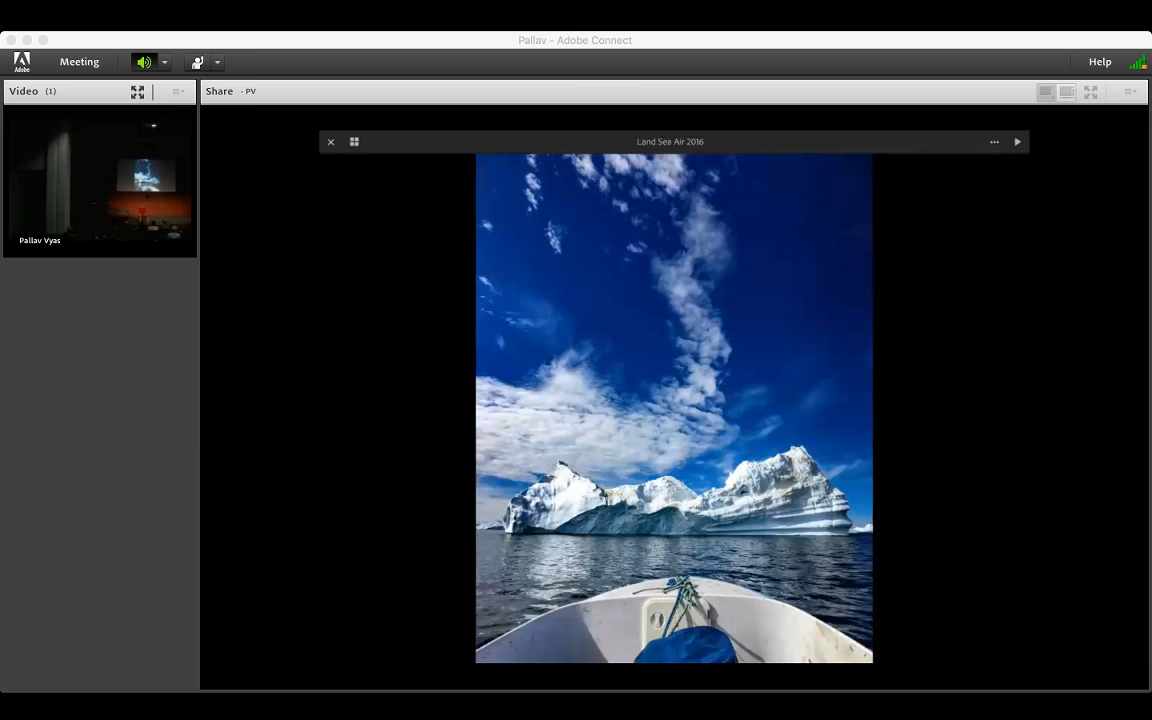 Pallav - Adobe Connect
Adobe
Meeting
Help
Video (1)
Share - PV
Land Sea Air 2016
Pallav Vyas